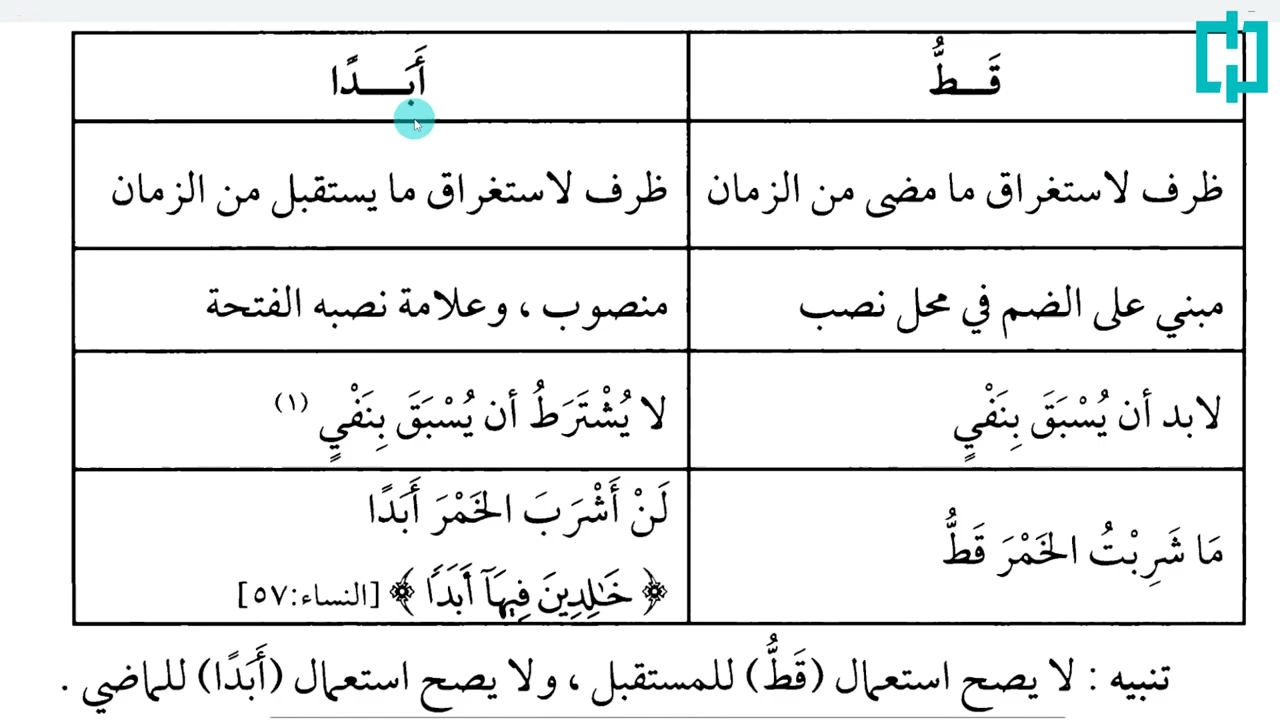 قَـــطُّ
أَبَـــــدًا
ظرف لاستغراق ما مضى من الزمان
ظرف لاستغراق ما يستقبل من الزمان
مبني على الضم في محل نصب
منصوب ، وعلامة نصبه الفتحة
لابد أن يُسْبَقَ بِنَفْيٍ
لا يُشْتَرَطُ أن يُسْبَقَ بِنَفْيٍ (١)
مَا شَرِبْتُ الخَمْرَ قَطُّ
لَنْ أَشْرَبَ الخَمْرَ أَبَدًا
﴿ خَـٰلِدِينَ فِيهَآ أَبَدًا ﴾ [النساء:٥٧]
تنبيه : لا يصح استعمال (قَطُّ) للمستقبل ، ولا يصح استعمال (أَبَدًا) للماضي .